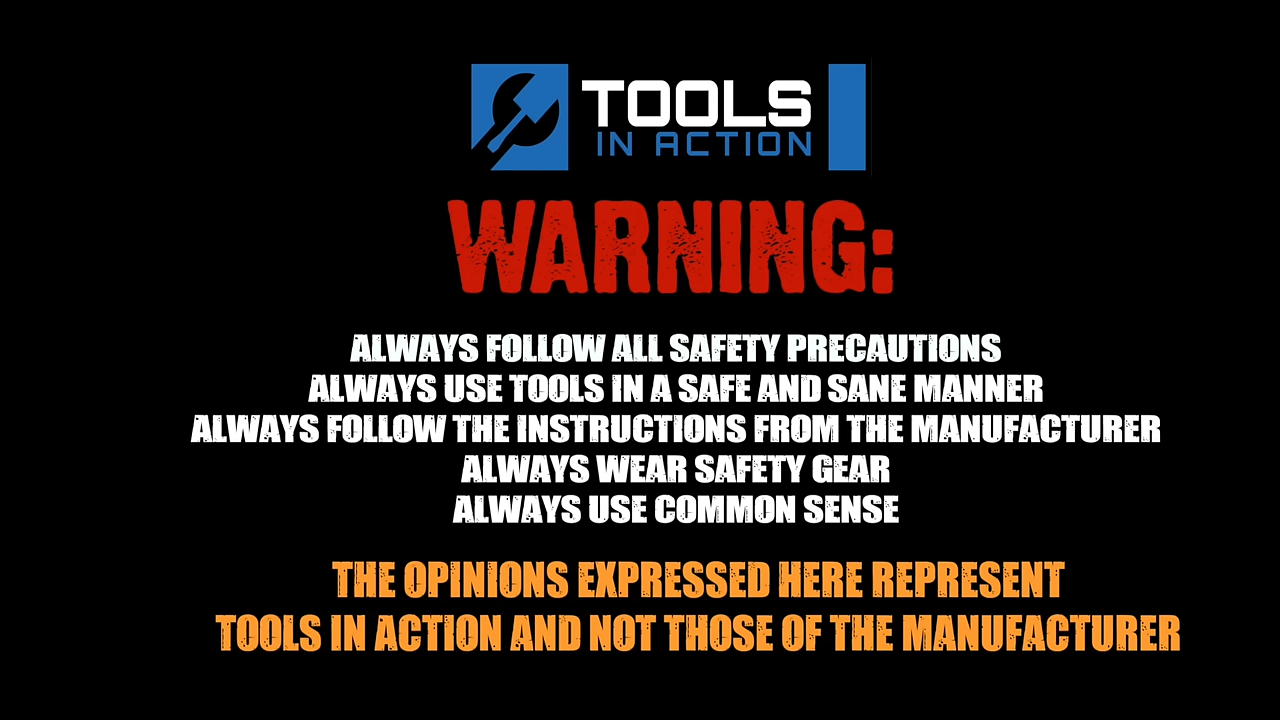 TOOLS
IN ACTION
WARNING:
ALWAYS FOLLOW ALL SAFETY PRECAUTIONS
ALWAYS USE TOOLS IN A SAFE AND SANE MANNER
ALWAYS FOLLOW THE INSTRUCTIONS FROM THE MANUFACTURER
ALWAYS WEAR SAFETY GEAR
ALWAYS USE COMMON SENSE
THE OPINIONS EXPRESSED HERE REPRESENT
TOOLS IN ACTION AND NOT THOSE OF THE MANUFACTURER